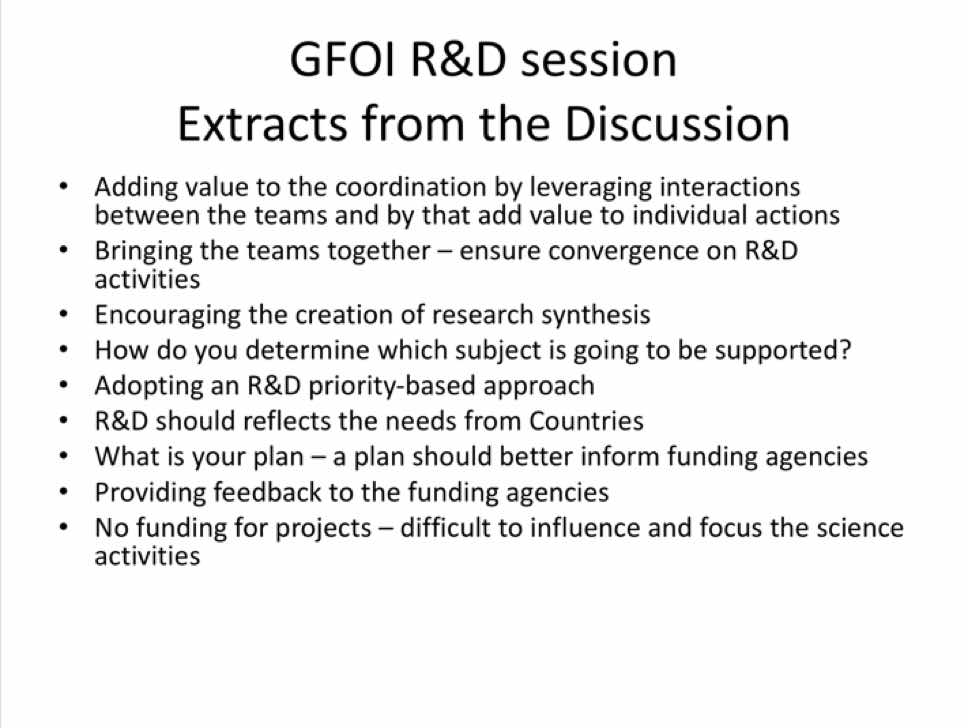 GFOI R&D session
Extracts from the Discussion
• Adding value to the coordination by leveraging interactions
between the teams and by that add value to individual actions
• Bringing the teams together – ensure convergence on R&D
activities
• Encouraging the creation of research synthesis
• How do you determine which subject is going to be supported?
• Adopting an R&D priority-based approach
• R&D should reflects the needs from Countries
• What is your plan – a plan should better inform funding agencies
• Providing feedback to the funding agencies
• No funding for projects – difficult to influence and focus the science
activities